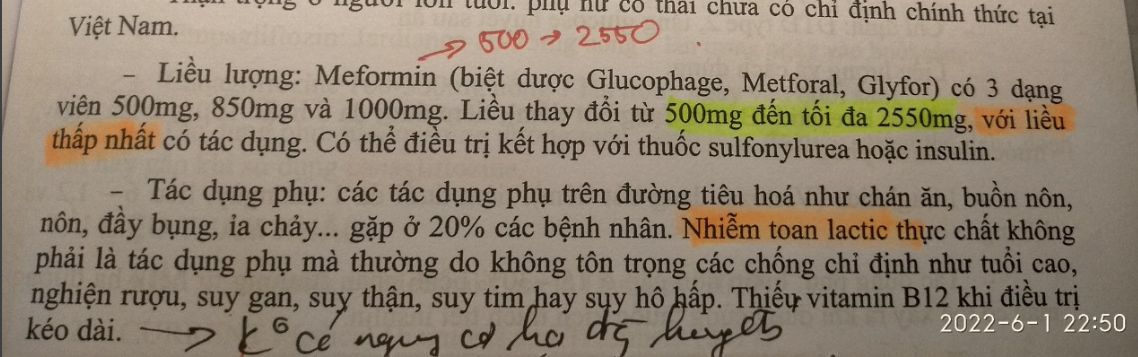 trọng ở người lớn tuổi. phụ nữ có thai chưa có chỉ định chính thức tại
Việt Nam.
→ 500 → 2550
– Liều lượng: Meformin (biệt dược Glucophage, Metforal, Glyfor) có 3 dạng
viên 500mg, 850mg và 1000mg. Liều thay đổi từ 500mg đến tối đa 2550mg, với liều
thấp nhất có tác dụng. Có thể điều trị kết hợp với thuốc sulfonylurea hoặc insulin.
– Tác dụng phụ: các tác dụng phụ trên đường tiêu hoá như chán ăn, buồn nôn,
nôn, đầy bụng, ỉa chảy... gặp ở 20% các bệnh nhân. Nhiễm toan lactic thực chất không
phải là tác dụng phụ mà thường do không tôn trọng các chống chỉ định như tuổi cao,
nghiện rượu, suy gan, suy thận, suy tim hay suy hô hấp. Thiếu vitamin B12 khi điều trị
kéo dài. → k° có nguy cơ hạ đg huyết
2022-6-1 22:50